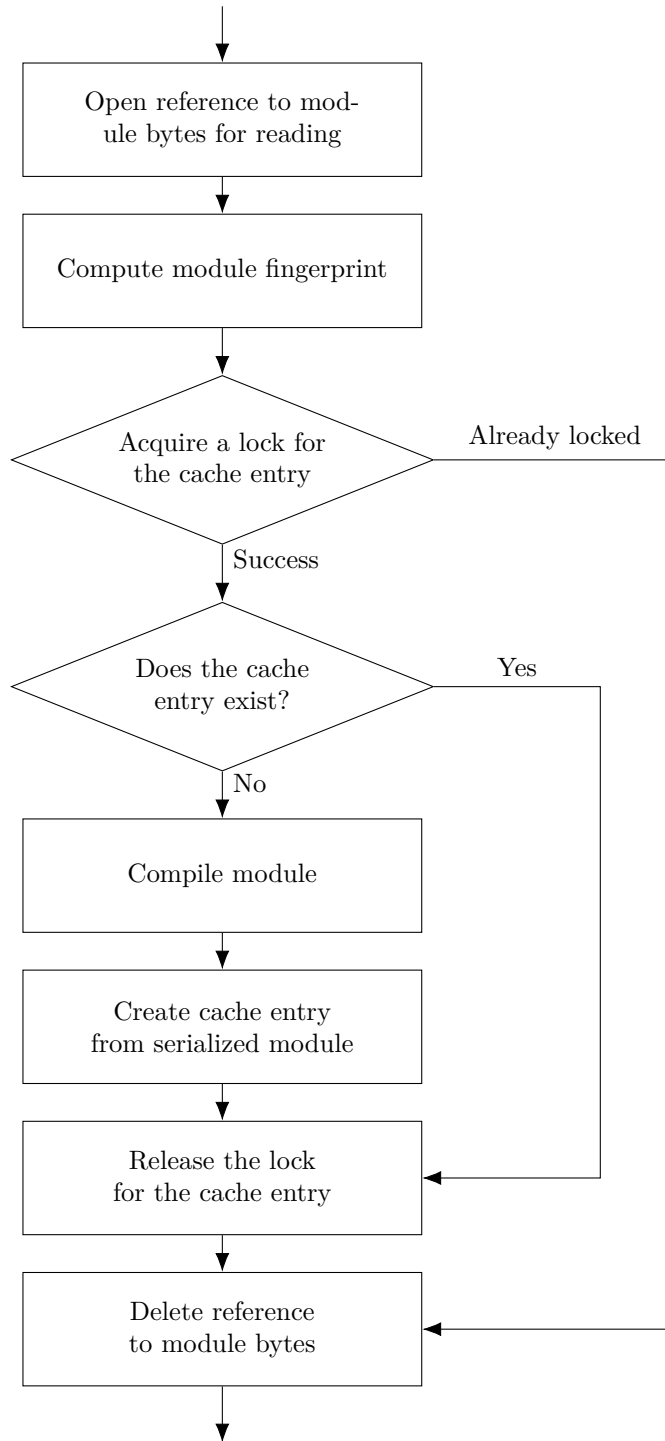 Open reference to mod-
ule bytes for reading
Compute module fingerprint
Acquire a lock for
the cache entry
Already locked
Success
Does the cache
entry exist?
Yes
No
Compile module
Create cache entry
from serialized module
Release the lock
for the cache entry
Delete reference
to module bytes